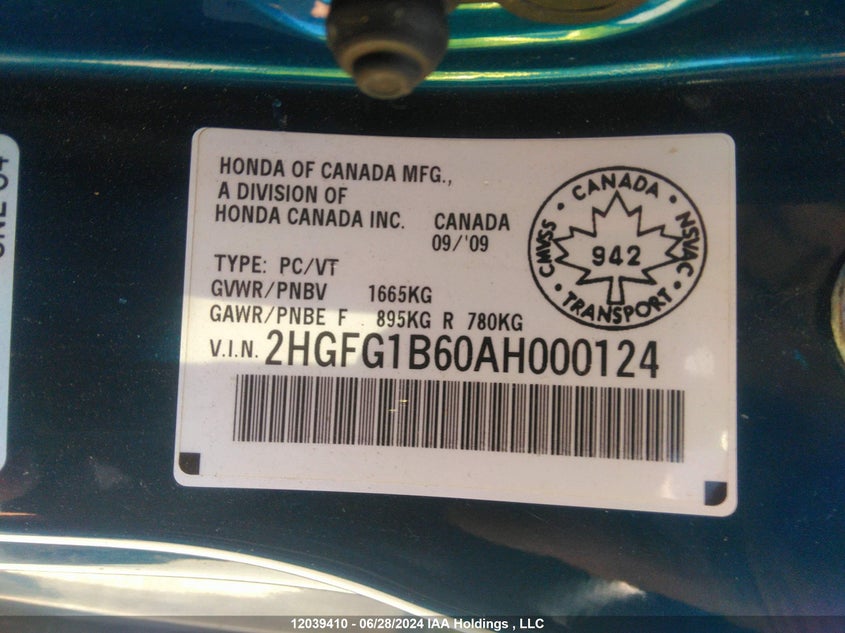 HONDA OF CANADA MFG.,
A DIVISION OF
HONDA CANADA INC. CANADA
09/'09
TYPE: PC/VT
GVWR/PNBV 1665KG
GAWR/PNBE F 895KG R 780KG
V.I.N. 2HGFG1B60AH000124
• CANADA •
CMVSS
NSVAC
942
• TRANSPORT •
12039410 - 06/28/2024 IAA Holdings , LLC